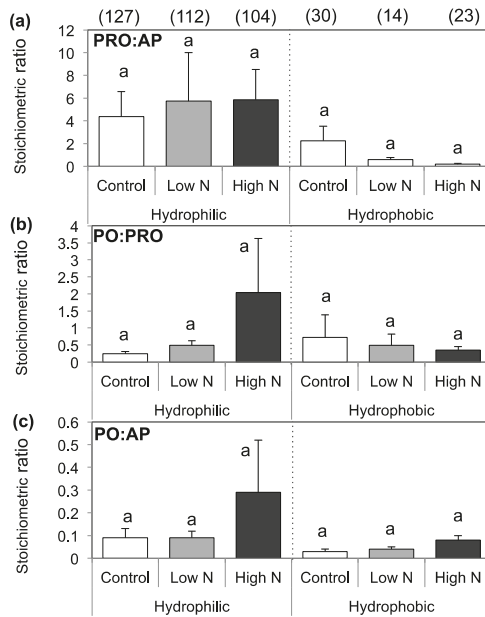 (a) (127) (112) (104) (30) (14) (23)
PRO:AP
Stoichiometric ratio
12
10
8
6
4
2
0
a a a a a a
Control Low N High N Control Low N High N
Hydrophilic Hydrophobic
(b)
PO:PRO
Stoichiometric ratio
4
3.5
3
2.5
2
1.5
1
0.5
0
a a a a a a
Control Low N High N Control Low N High N
Hydrophilic Hydrophobic
(c)
PO:AP
Stoichiometric ratio
0.6
0.5
0.4
0.3
0.2
0.1
0
a a a a a a
Control Low N High N Control Low N High N
Hydrophilic Hydrophobic